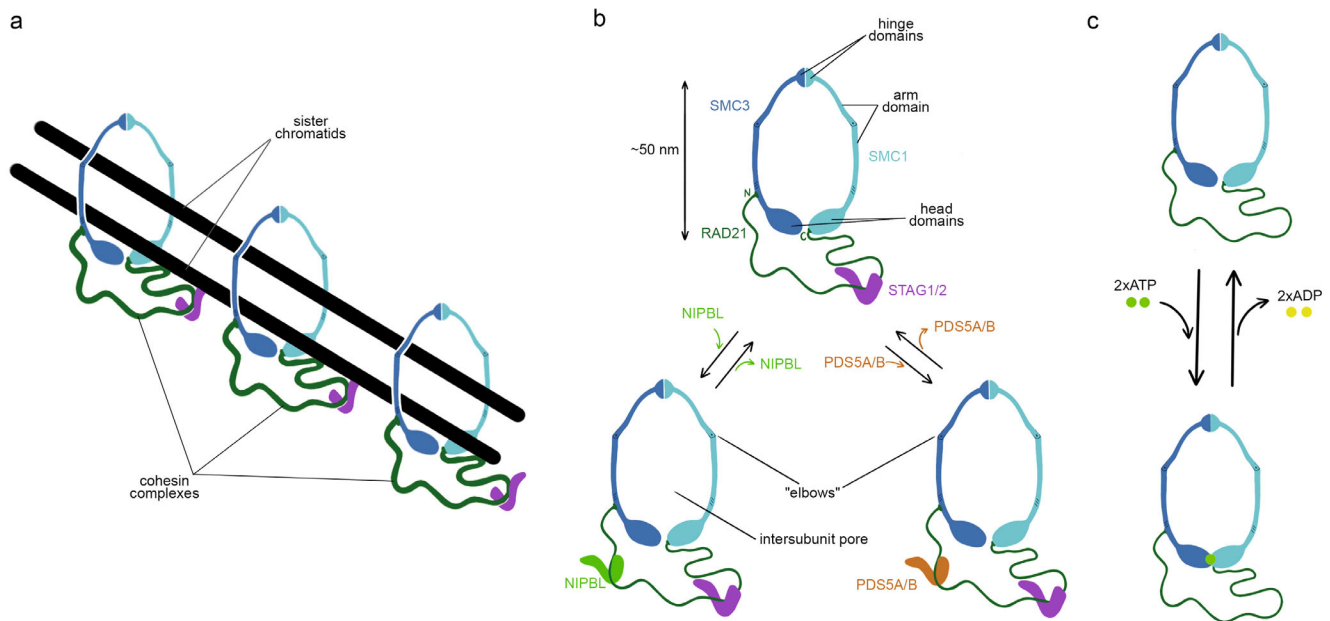 a
sister
chromatids
cohesin
complexes
b
hinge
domains
SMC3
arm
domain
~50 nm
SMC1
N
head
domains
RAD21
C
STAG1/2
NIPBL
NIPBL
PDS5A/B
PDS5A/B
"elbows"
intersubunit pore
NIPBL
PDS5A/B
c
2xATP
2xADP